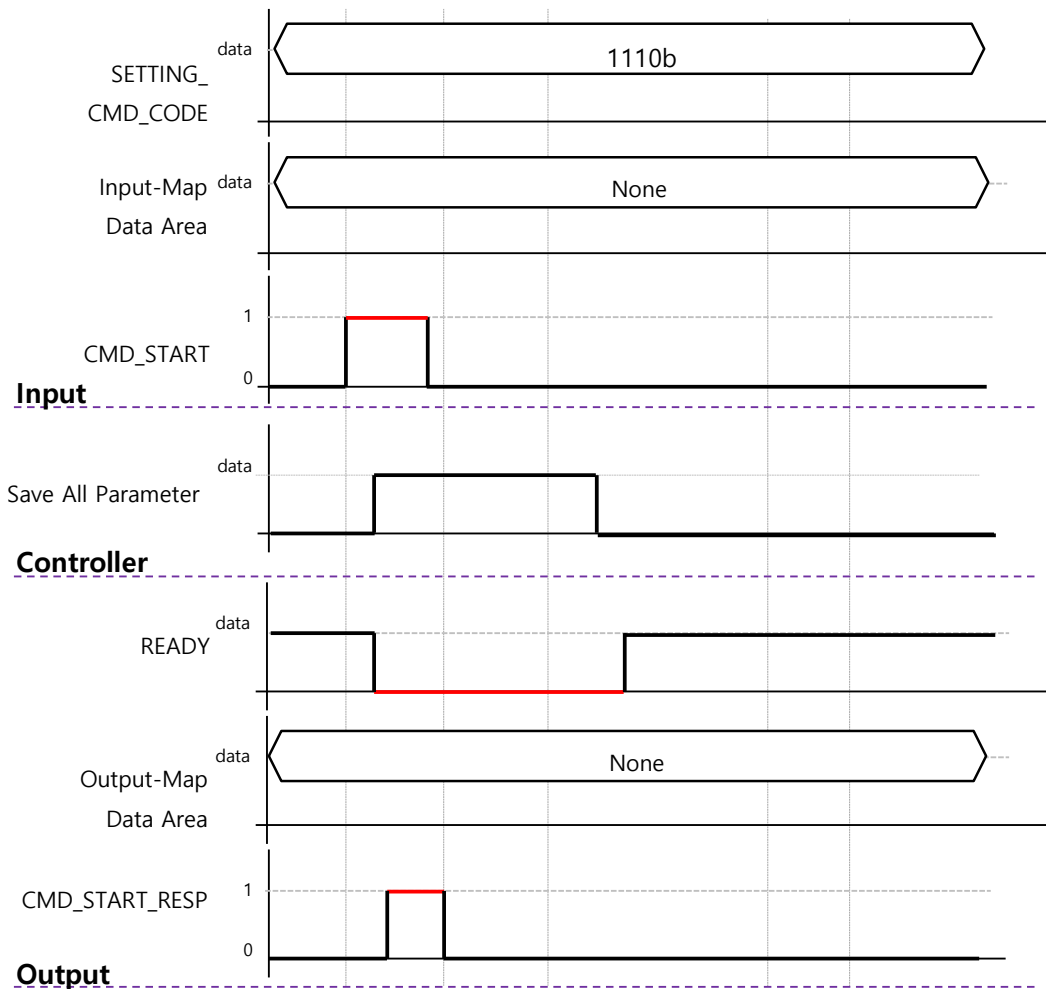 data
1110b
SETTING_
CMD_CODE
Input-Map data
None
Data Area
1
CMD_START
0
Input
data
Save All Parameter
Controller
data
READY
data
None
Output-Map
Data Area
1
CMD_START_RESP
0
Output